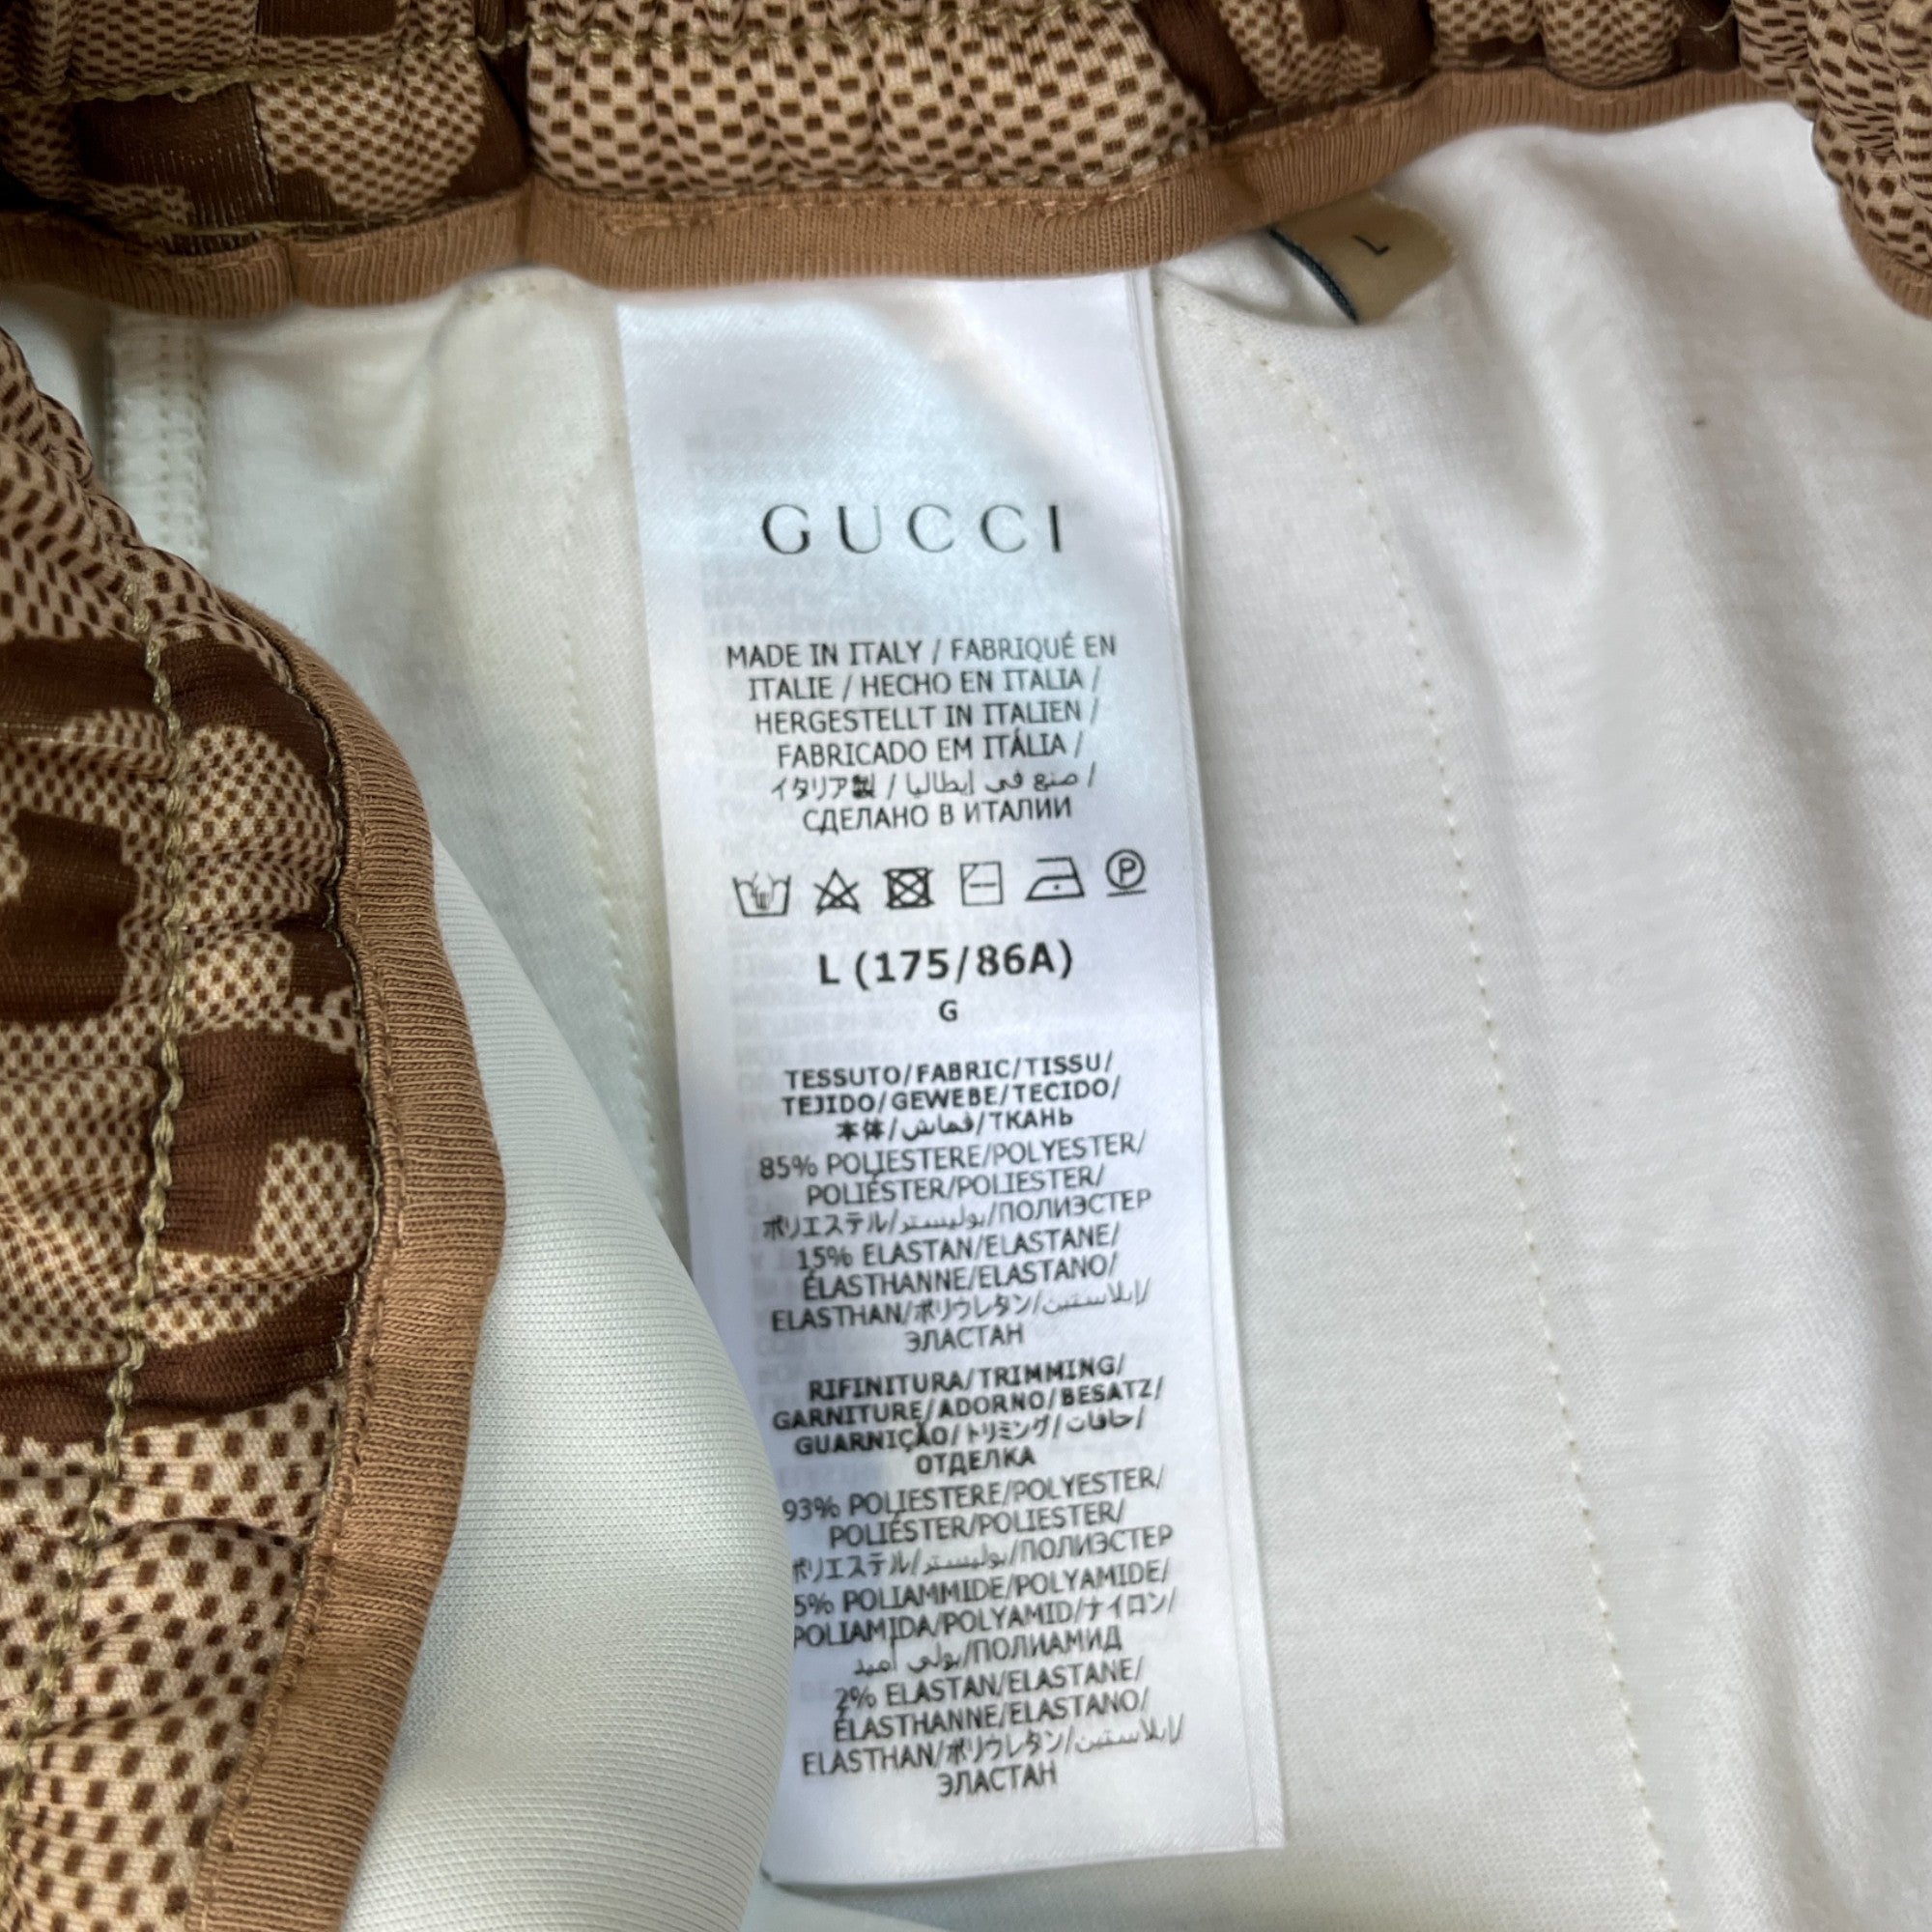 L
GUCCI
MADE IN ITALY / FABRIQUÉ EN
ITALIE / HECHO EN ITALIA /
HERGESTELLT IN ITALIEN /
FABRICADO EM ITÁLIA /
イタリア製 / صنع في إيطاليا /
СДЕЛАНО В ИТАЛИИ
P
L (175/86A)
G
TESSUTO/FABRIC/TISSU/
TEJIDO/GEWEBE/TECIDO/
本体/قماش/ТКАНЬ
85% POLIESTERE/POLYESTER/
POLIÉSTER/POLIESTER/
ポリエステル/بوليستر/ПОЛИЭСТЕР
15% ELASTAN/ELASTANE/
ÉLASTHANNE/ELASTANO/
ELASTHAN/ポリウレタン/إيلاستين/
ЭЛАСТАН
RIFINITURA/TRIMMING/
GARNITURE/ADORNO/BESATZ/
GUARNIÇÃO/トリミング/حافات/
ОТДЕЛКА
93% POLIESTERE/POLYESTER/
POLIÉSTER/POLIESTER/
ポリエステル/بوليستر/ПОЛИЭСТЕР
5% POLIAMMIDE/POLYAMIDE/
POLIAMIDA/POLYAMID/ナイロン/
بولي أميد/ПОЛИАМИД
2% ELASTAN/ELASTANE/
ÉLASTHANNE/ELASTANO/
ELASTHAN/ポリウレタン/إيلاستين/
ЭЛАСТАН